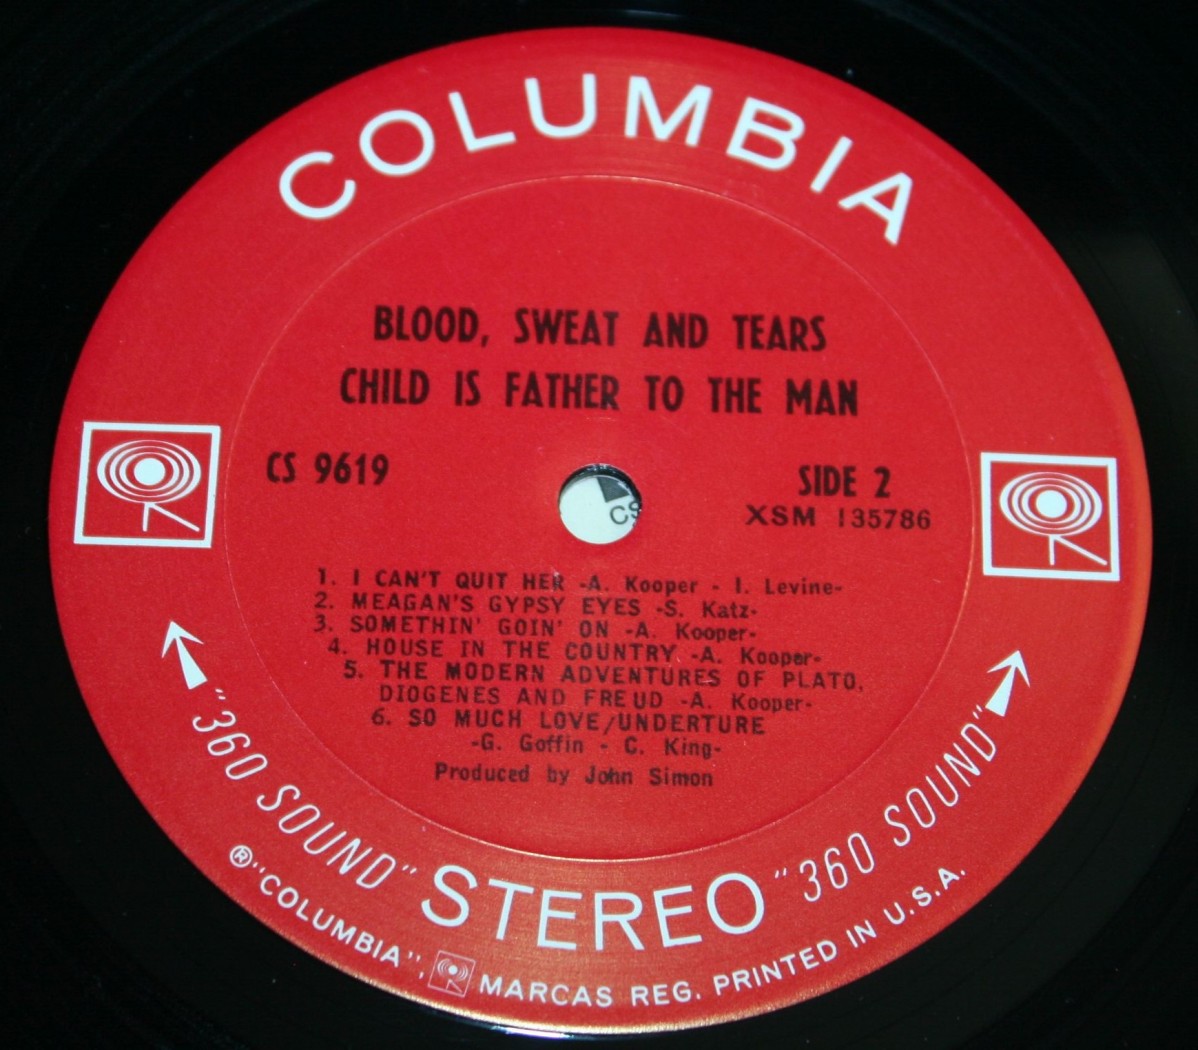 COLUMBIA
BLOOD, SWEAT AND TEARS
CHILD IS FATHER TO THE MAN
CS 9619
SIDE 2
XSM 135786
CS
1. I CAN'T QUIT HER -A. Kooper - I. Levine-
2. MEAGAN'S GYPSY EYES -S. Katz-
3. SOMETHIN' GOIN' ON -A. Kooper-
4. HOUSE IN THE COUNTRY -A. Kooper-
5. THE MODERN ADVENTURES OF PLATO,
DIOGENES AND FREUD -A. Kooper-
6. SO MUCH LOVE/UNDERTURE
-G. Goffin - C. King-
Produced by John Simon
"360 SOUND" STEREO "360 SOUND"
® "COLUMBIA", MARCAS REG. PRINTED IN U.S.A.